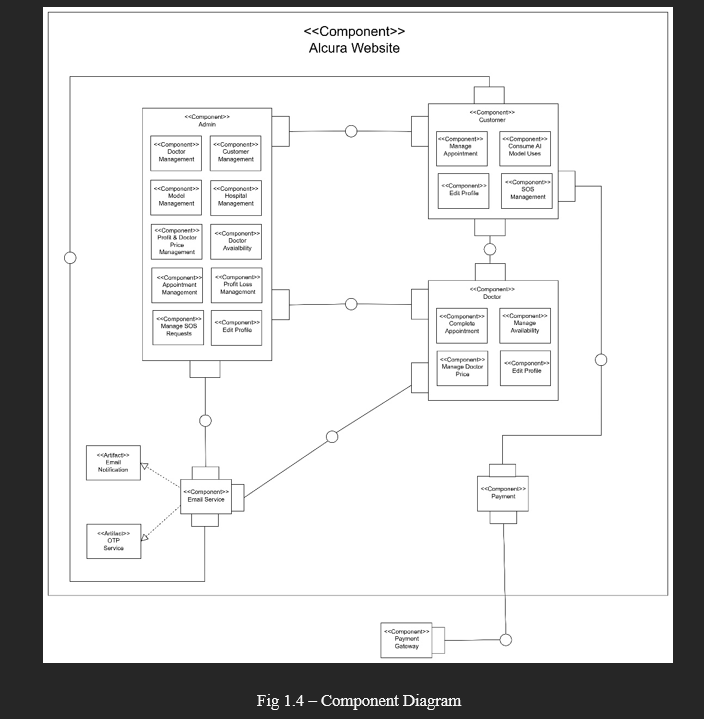 <<Component>>
Alcura Website
<<Component>>
Admin
<<Component>>
Doctor
Management
<<Component>>
Customer
Management
<<Component>>
Model
Management
<<Component>>
Hospital
Management
<<Component>>
Profit & Doctor
Price
Management
<<Component>>
Doctor
Avaialbility
<<Component>>
Appointment
Management
<<Component>>
Profit Loss
Management
<<Component>>
Manage SOS
Requests
<<Component>>
Edit Profile
<<Component>>
Customer
<<Component>>
Manage
Appointment
<<Component>>
Consume AI
Model Uses
<<Component>>
Edit Profile
<<Component>>
SOS
Management
<<Component>>
Doctor
<<Component>>
Complete
Appointment
<<Component>>
Manage
Availability
<<Component>>
Manage Doctor
Price
<<Component>>
Edit Profile
<<Artifact>>
Email
Notification
<<Component>>
Email Service
<<Artifact>>
OTP
Service
<<Component>>
Payment
<<Component>>
Payment
Gateway
Fig 1.4 – Component Diagram